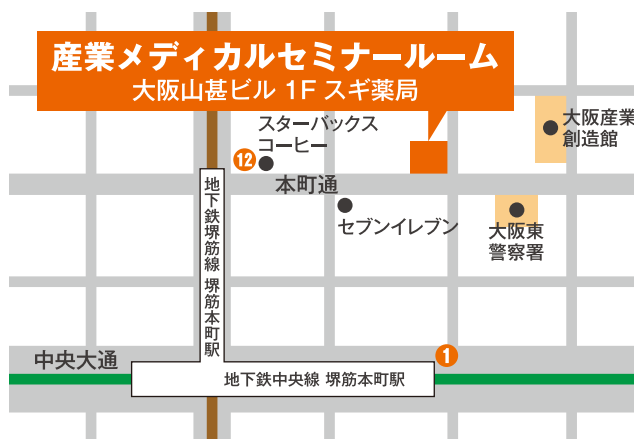 産業メディカルセミナールーム
大阪山甚ビル 1F スギ薬局
スターバックス
コーヒー
12
大阪産業
創造館
本町通
セブンイレブン
大阪東
警察署
地下鉄堺筋線 堺筋本町駅
1
中央大通
地下鉄中央線 堺筋本町駅